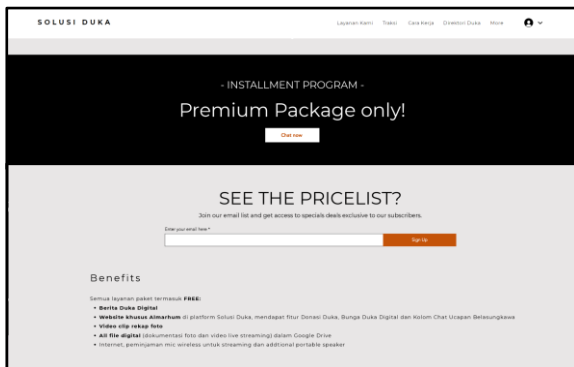 SOLUSI DUKA
Layanan Kami Tialsi Cara Kerja Direktori Duka More
- INSTALLMENT PROGRAM -
Premium Package only!
Chat now
SEE THE PRICELIST?
Join our email list and get access to specials deals exclusive to our subscribers.
Enter your email here *
Sign Up
Benefits
Semua layanan paket termasuk FREE:
• Berita Duka Digital
• Website khusus Almarhum di platform Solusi Duka, mendapat fitur Donasi Duka, Bunga Duka Digital dan Kolom Chat Ucapan Belasungkawa
• Video clip rekap foto
• All file digital (dokumentasi foto dan video live streaming) dalam Google Drive
• Internet, peminjaman mic wireless untuk streaming dan addtional portable speaker